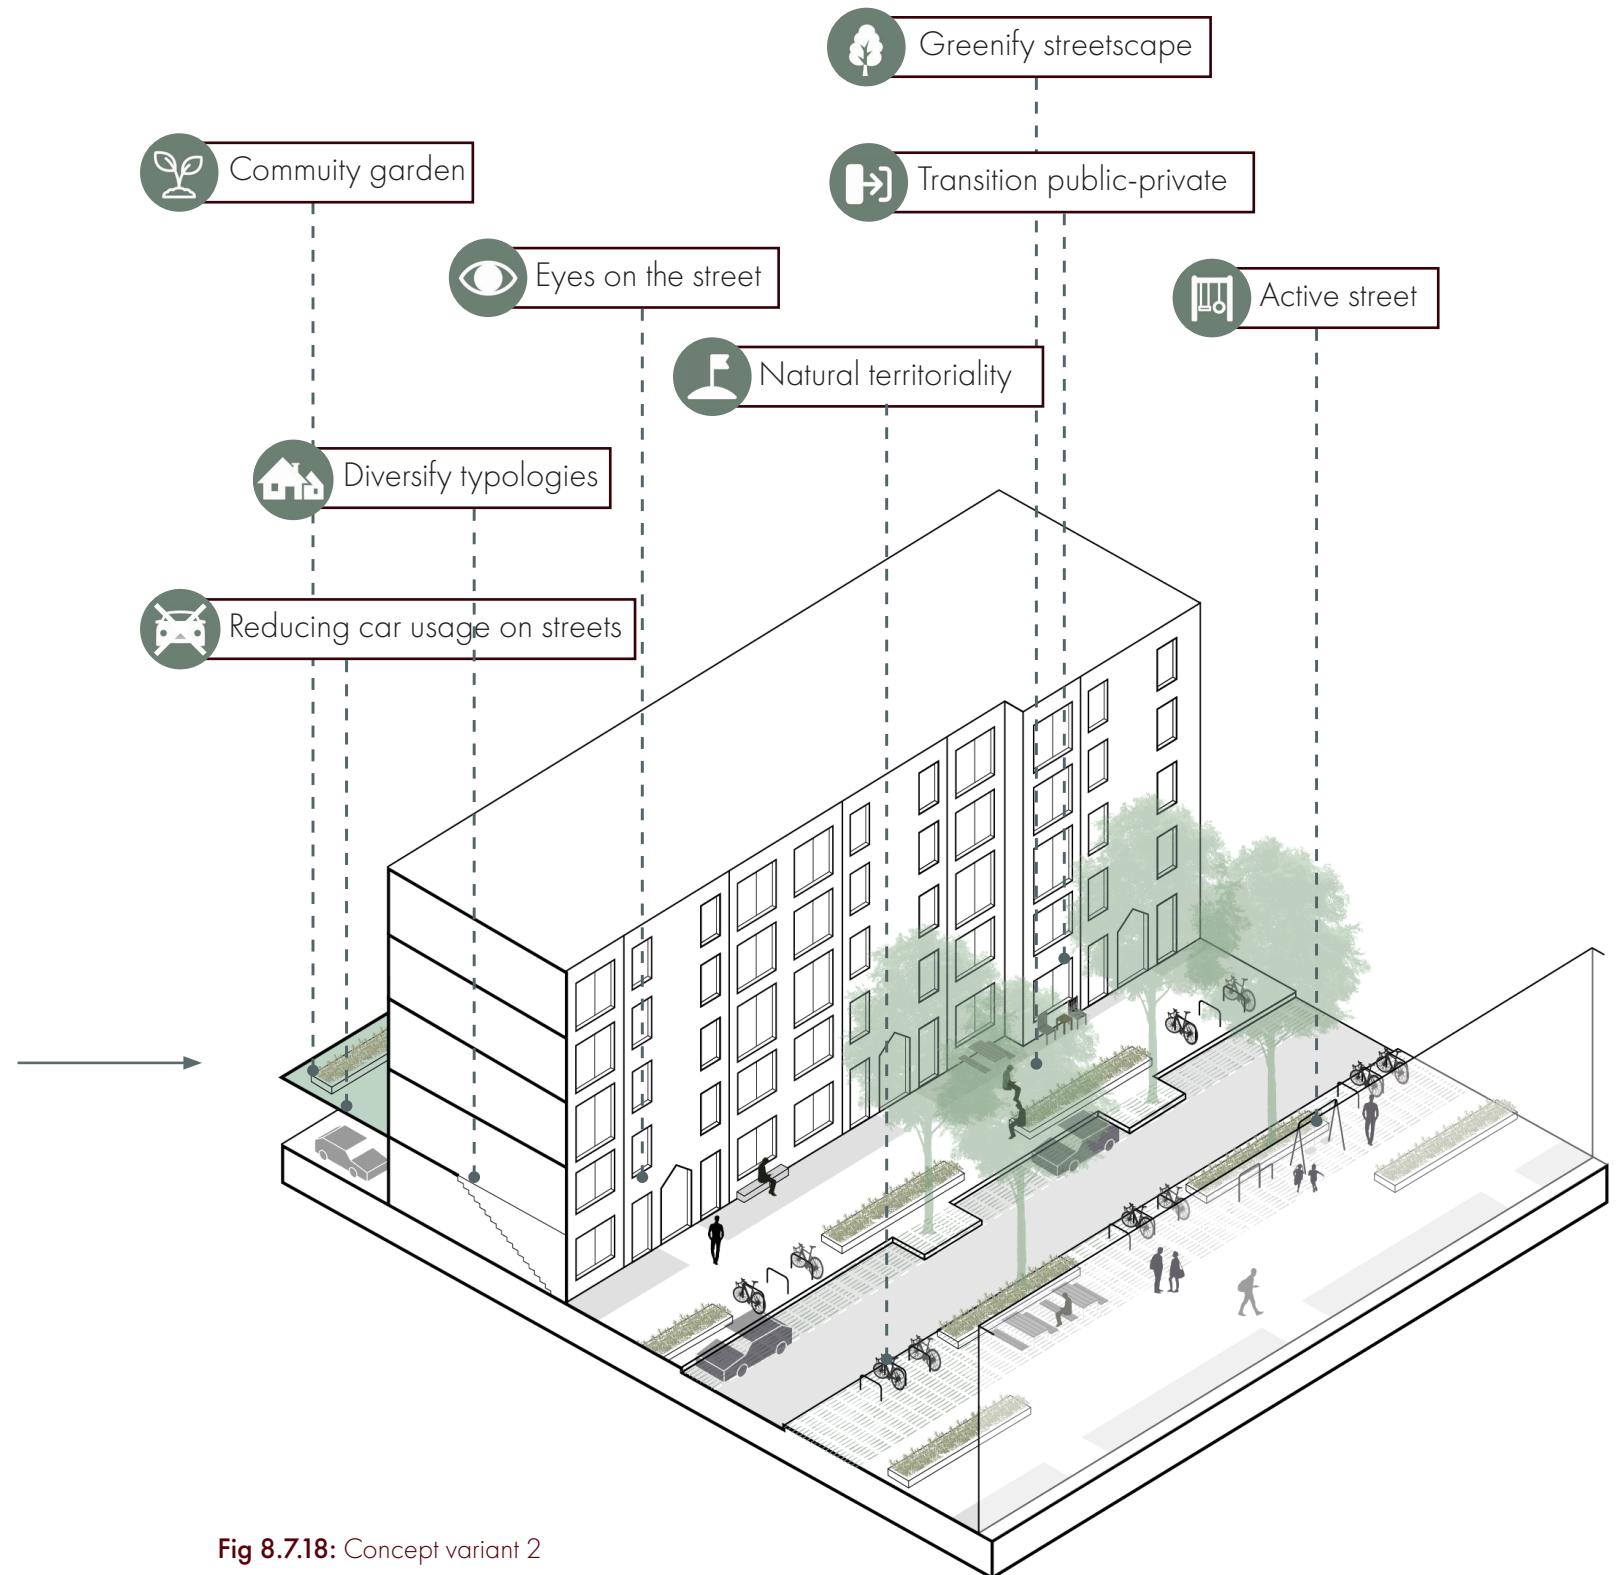 Greenify streetscape
Commuity garden
Transition public-private
Eyes on the street
Active street
Natural territoriality
Diversify typologies
Reducing car usage on streets
Fig 8.7.18: Concept variant 2